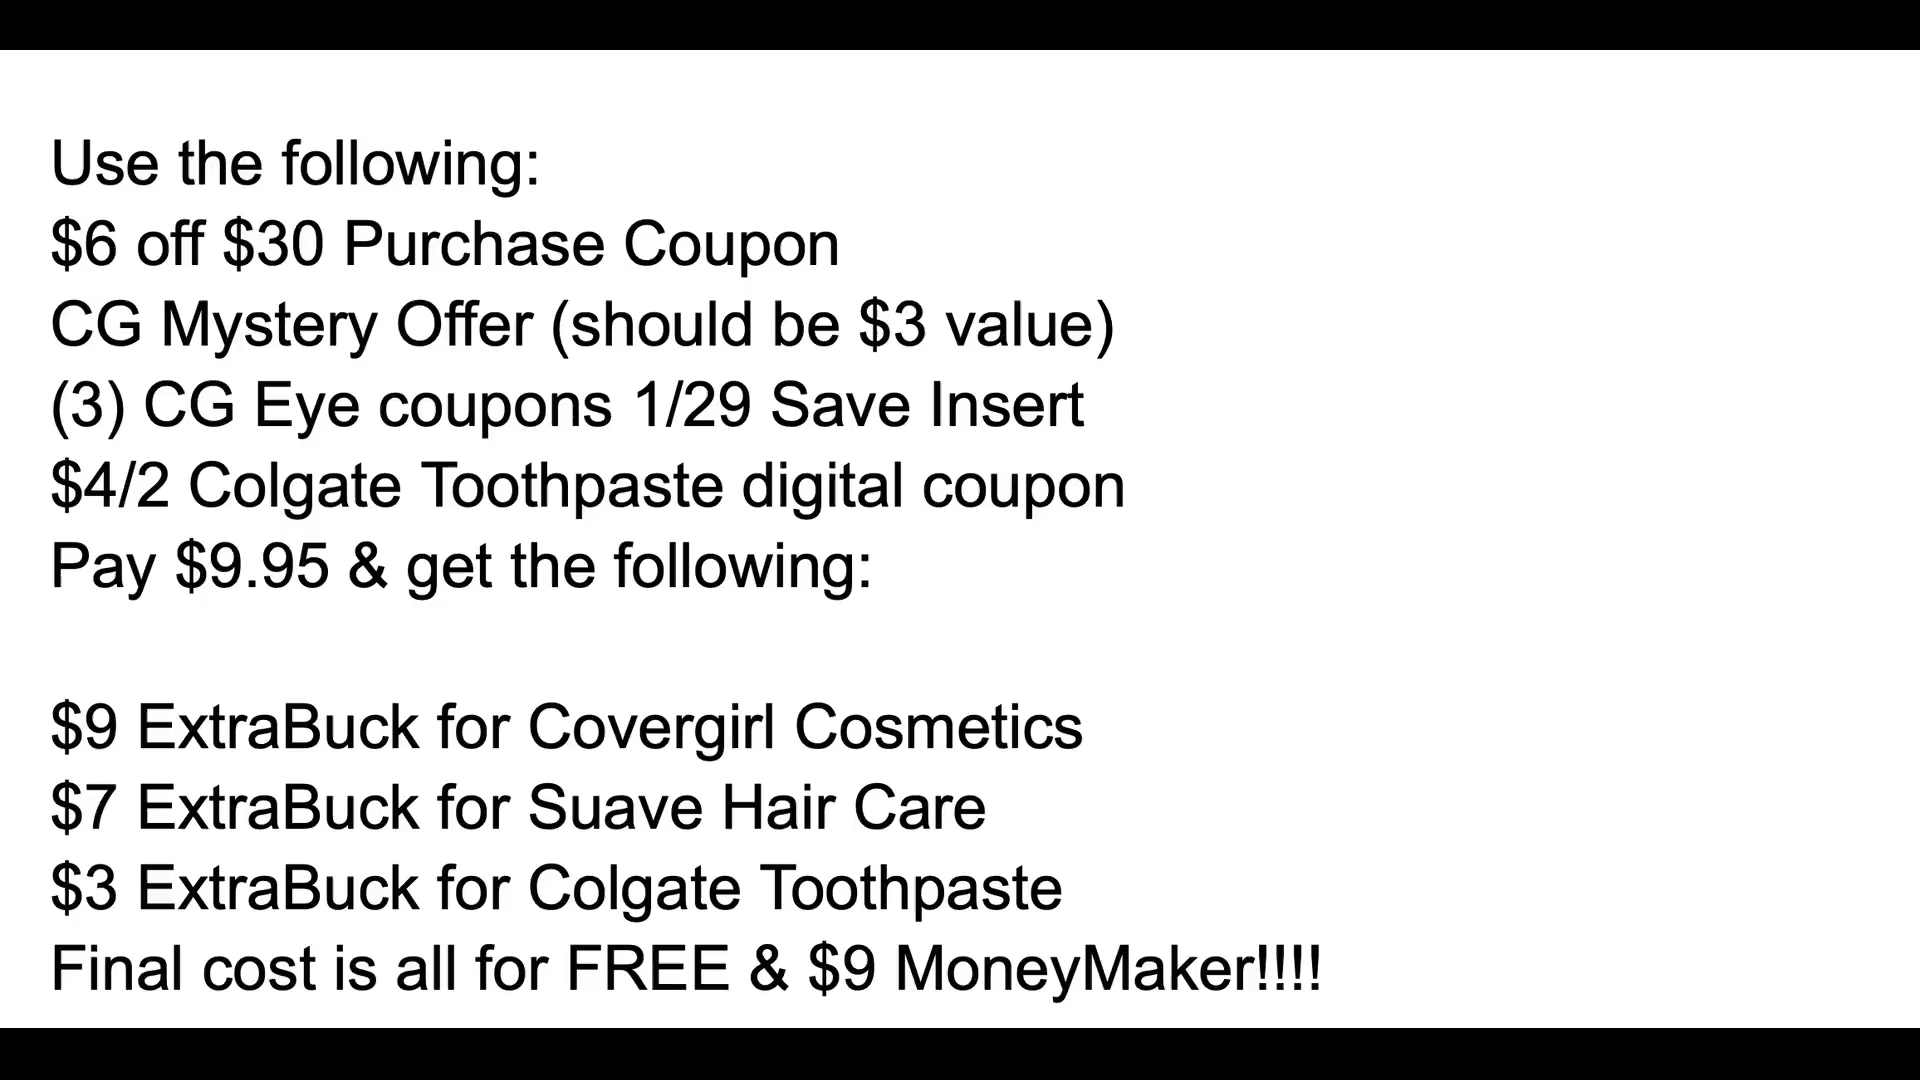 Use the following:
$6 off $30 Purchase Coupon
CG Mystery Offer (should be $3 value)
(3) CG Eye coupons 1/29 Save Insert
$4/2 Colgate Toothpaste digital coupon
Pay $9.95 & get the following:
$9 ExtraBuck for Covergirl Cosmetics
$7 ExtraBuck for Suave Hair Care
$3 ExtraBuck for Colgate Toothpaste
Final cost is all for FREE & $9 MoneyMaker!!!!